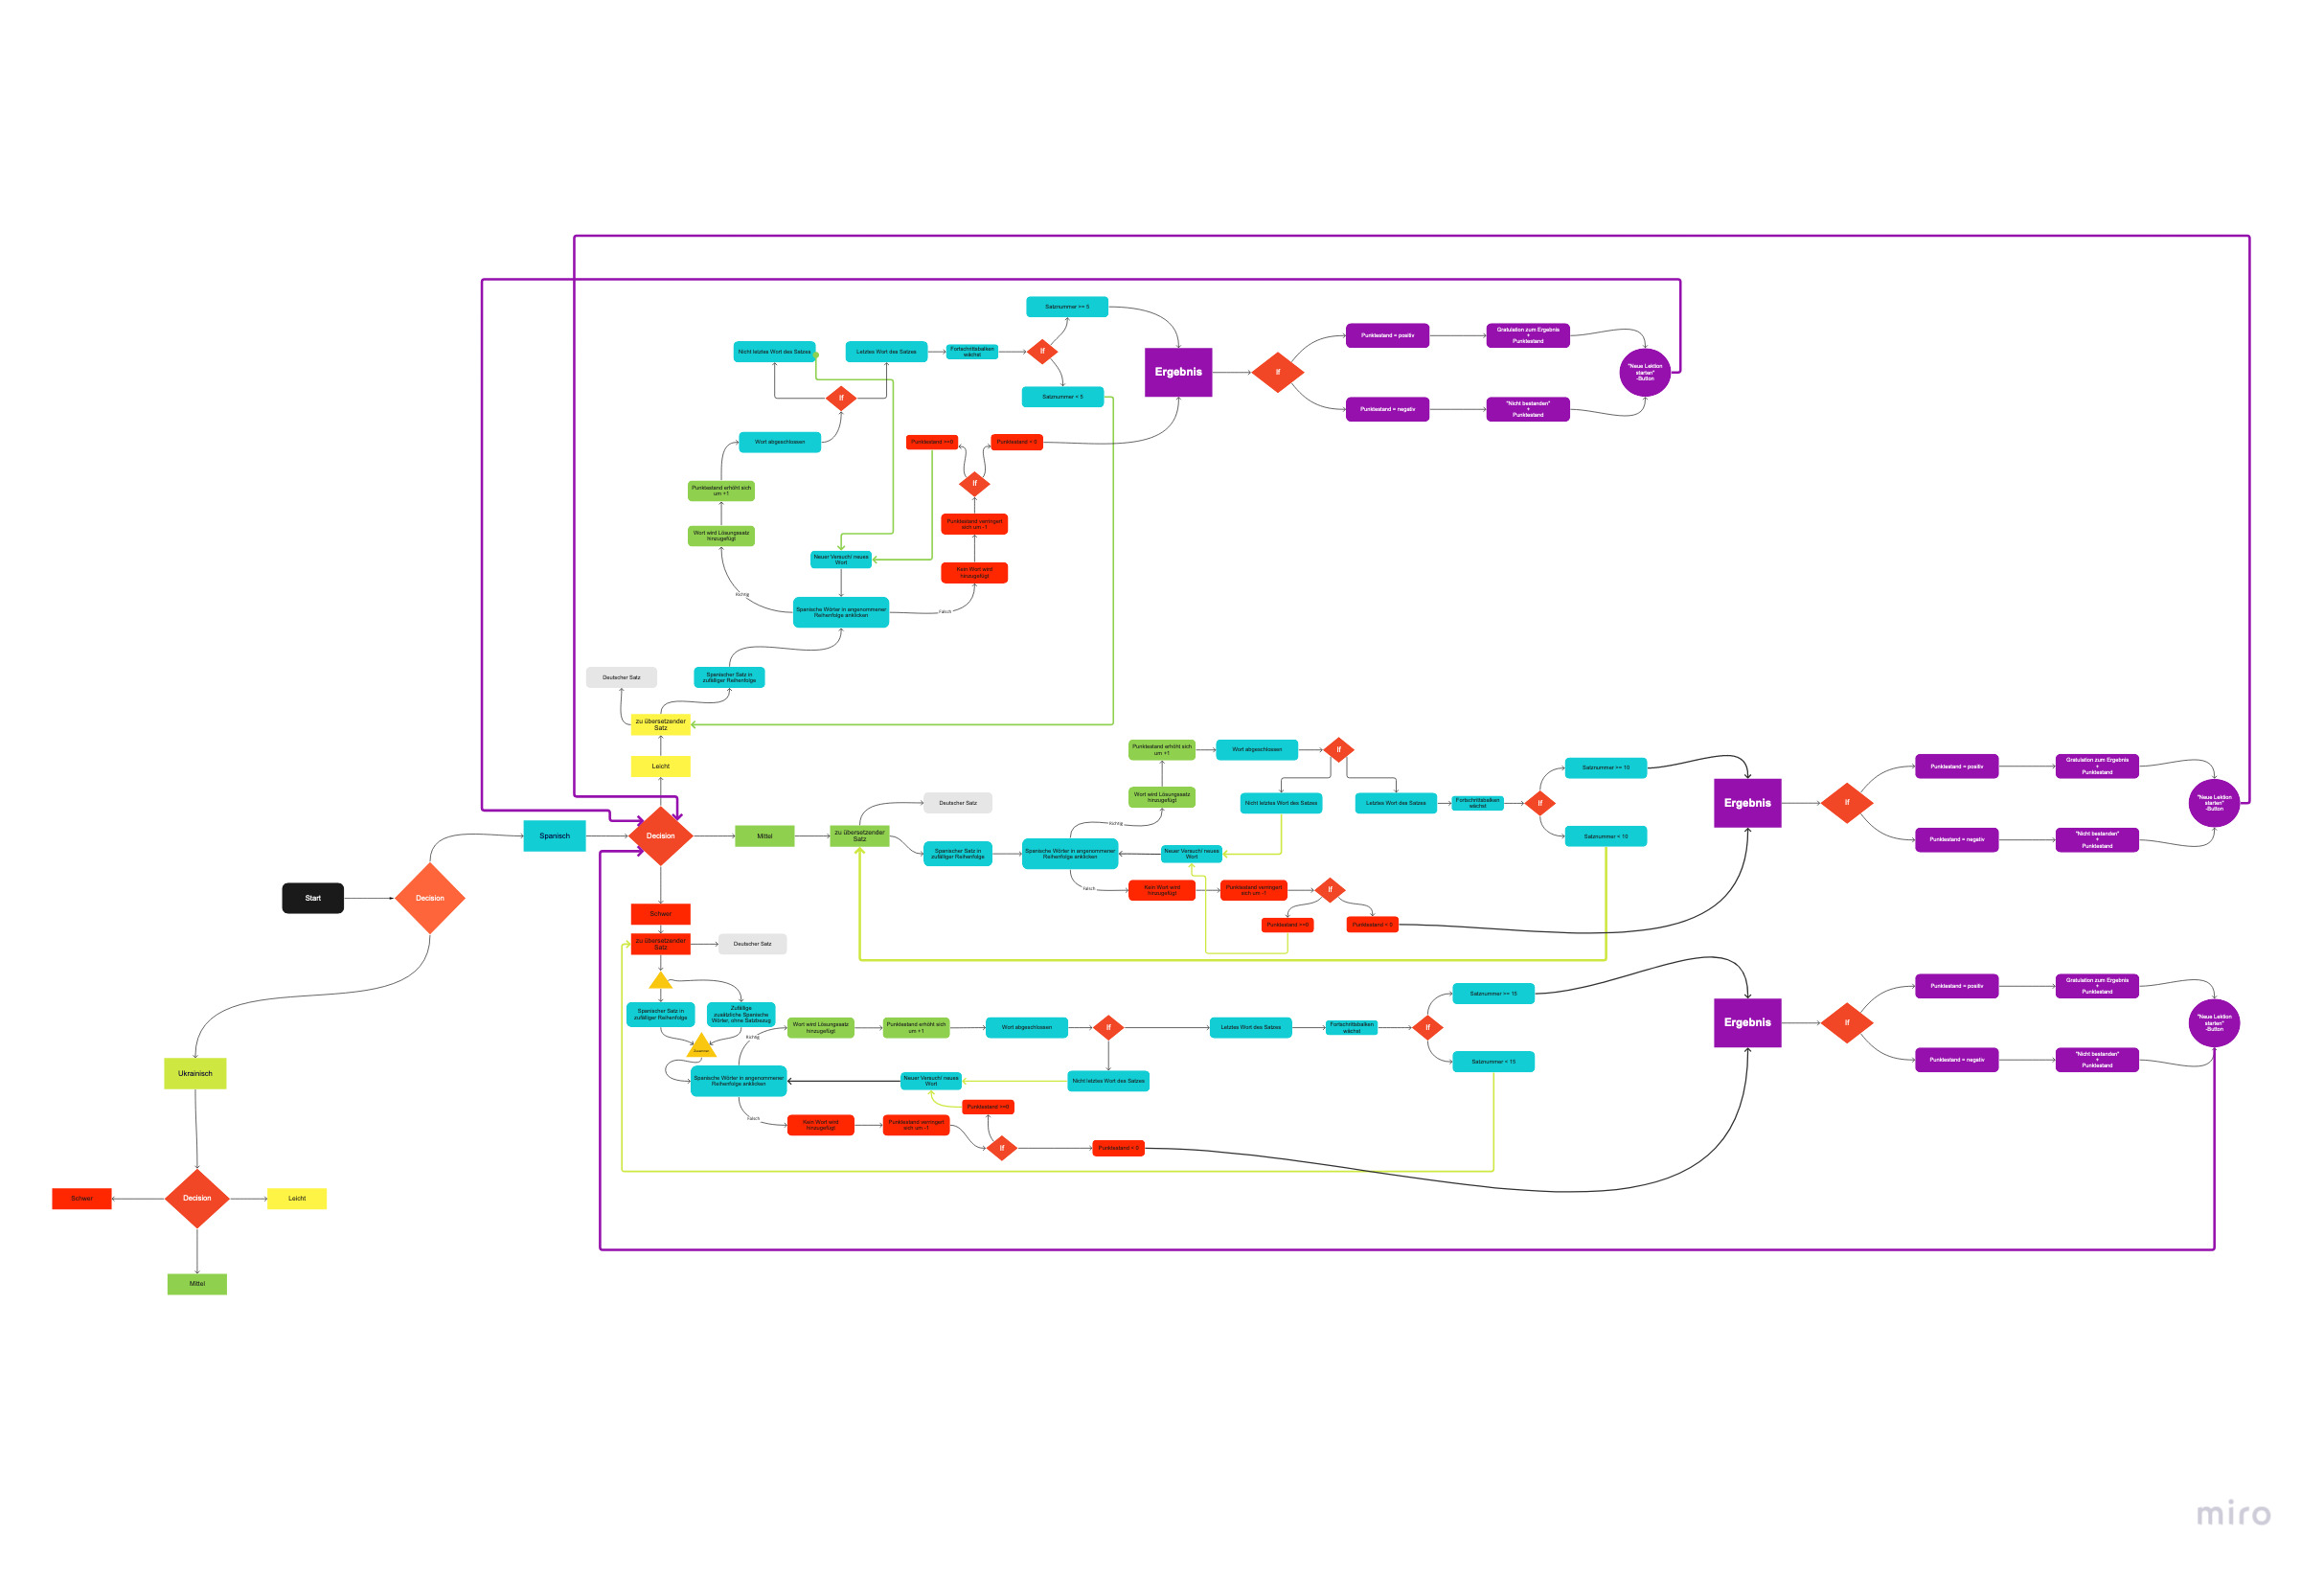 Satznummer >= 5
Nicht letztes Wort des Satzes
Letztes Wort des Satzes
Fortschrittsbalken
wächst
If
Ergebnis
If
Punktestand = positiv
Gratulation zum Ergebnis
+
Punktestand
"Neue Lektion
starten"
-Button
Satznummer < 5
If
Punktestand = negativ
"Nicht bestanden"
+
Punktestand
Wort abgeschlossen
Punktestand >=0
Punktestand < 0
If
Punktestand erhöht sich
um +1
Punktestand verringert
sich um -1
Wort wird Lösungssatz
hinzugefügt
Neuer Versuch/ neues
Wort
Kein Wort wird
hinzugefügt
Richtig
Spanische Wörter in angenommener
Reihenfolge anklicken
Falsch
Deutscher Satz
Spanischer Satz in
zufälliger Reihenfolge
zu übersetzender
Satz
Leicht
Punktestand erhöht sich
um +1
Wort abgeschlossen
If
Satznummer >= 10
Punktestand = positiv
Gratulation zum Ergebnis
+
Punktestand
Wort wird Lösungssatz
hinzugefügt
Nicht letztes Wort des Satzes
Letztes Wort des Satzes
Fortschrittsbalken
wächst
If
Ergebnis
If
"Neue Lektion
starten"
-Button
Deutscher Satz
Richtig
Spanisch
Decision
Mittel
zu übersetzender
Satz
Satznummer < 10
Punktestand = negativ
"Nicht bestanden"
+
Punktestand
Spanischer Satz in
zufälliger Reihenfolge
Spanische Wörter in angenommener
Reihenfolge anklicken
Neuer Versuch/ neues
Wort
Falsch
Kein Wort wird
hinzugefügt
Punktestand verringert
sich um -1
If
Punktestand >=0
Punktestand < 0
Start
Decision
Schwer
zu übersetzender
Satz
Deutscher Satz
Spanischer Satz in
zufälliger Reihenfolge
Zufällige
zusätzliche Spanische
Wörter, ohne Satzbezug
Satznummer >= 15
Punktestand = positiv
Gratulation zum Ergebnis
+
Punktestand
Richtig
Wort wird Lösungssatz
hinzugefügt
Punktestand erhöht sich
um +1
Wort abgeschlossen
If
Letztes Wort des Satzes
Fortschrittsbalken
wächst
If
Ergebnis
If
"Neue Lektion
starten"
-Button
Satznummer < 15
Punktestand = negativ
"Nicht bestanden"
+
Punktestand
Spanische Wörter in angenommener
Reihenfolge anklicken
Neuer Versuch/ neues
Wort
Nicht letztes Wort des Satzes
Punktestand >=0
Falsch
Kein Wort wird
hinzugefügt
Punktestand verringert
sich um -1
If
Punktestand < 0
Ukrainisch
Schwer
Decision
Leicht
Mittel
miro